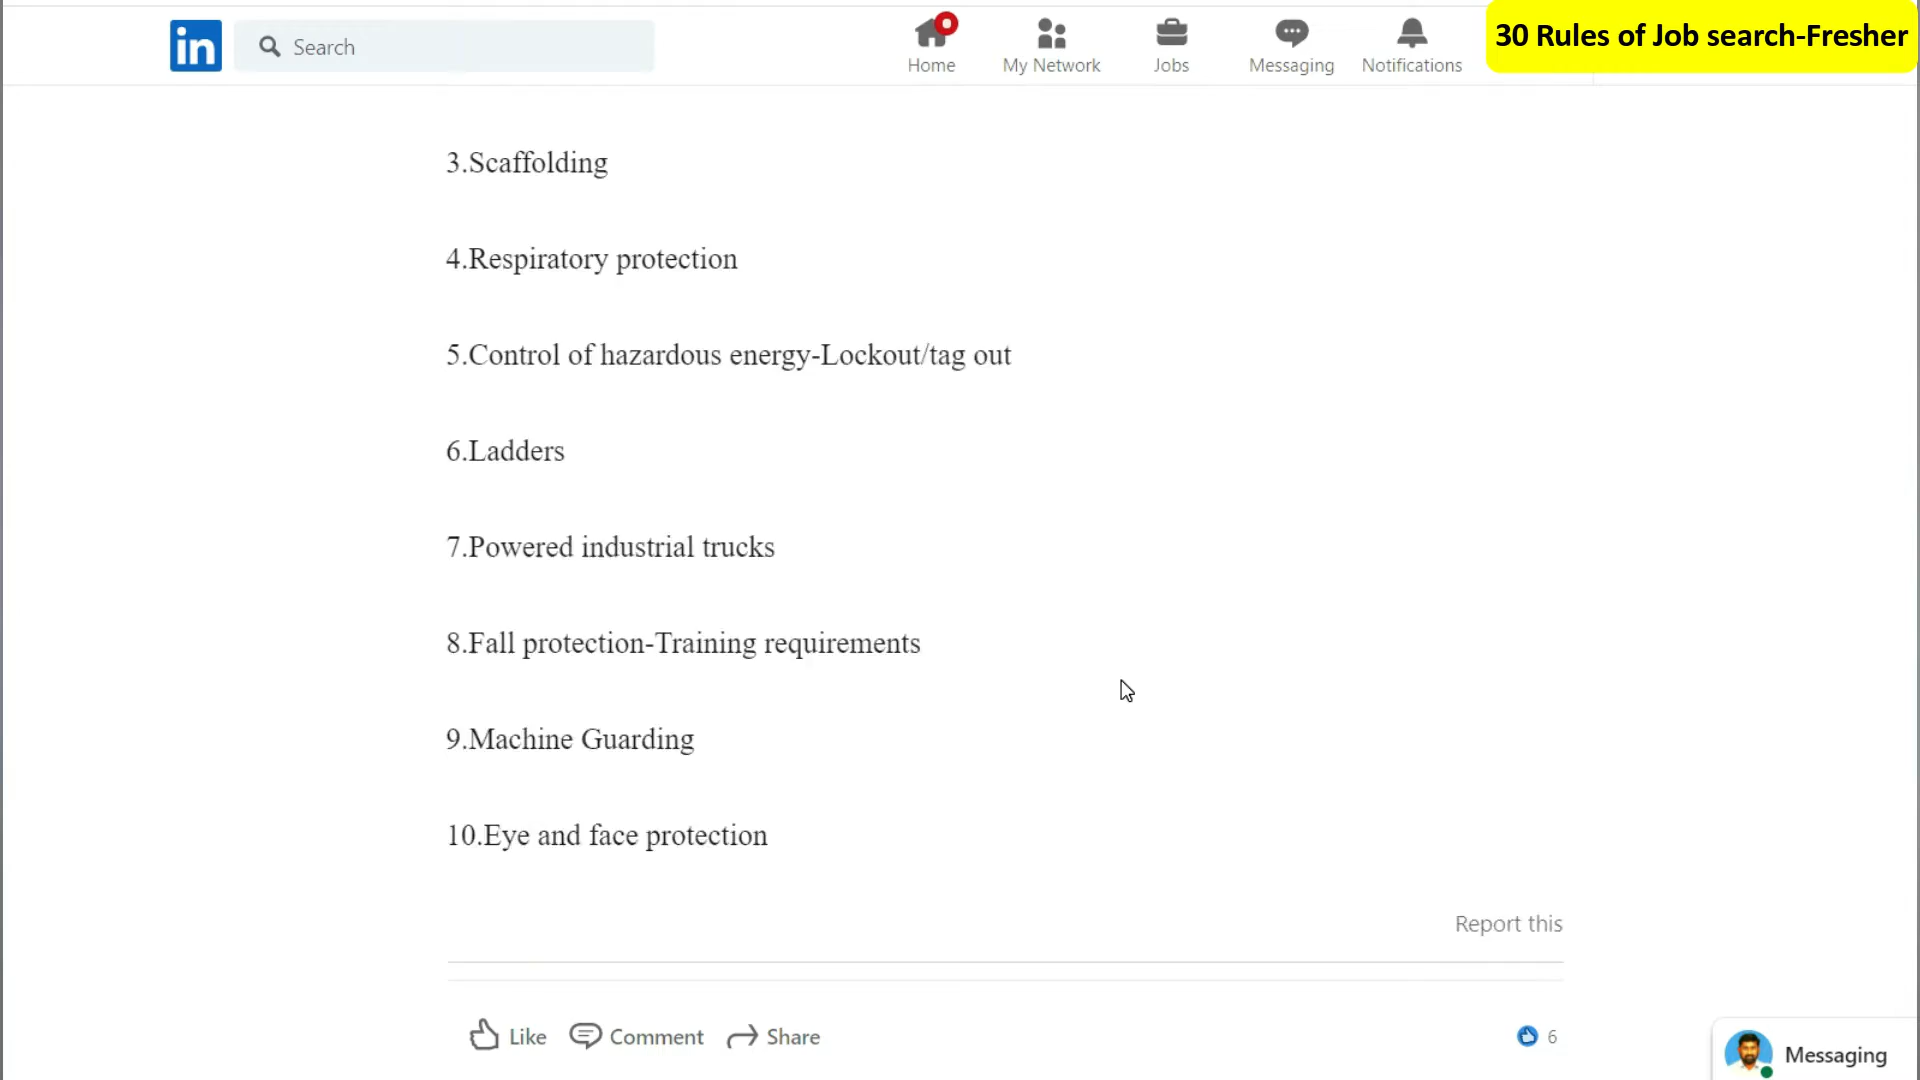 in
Search
Home
My Network
Jobs
Messaging
Notifications
30 Rules of Job search-Fresher
3.Scaffolding
4.Respiratory protection
5.Control of hazardous energy-Lockout/tag out
6.Ladders
7.Powered industrial trucks
8.Fall protection-Training requirements
9.Machine Guarding
10.Eye and face protection
Report this
Like
Comment
Share
6
Messaging